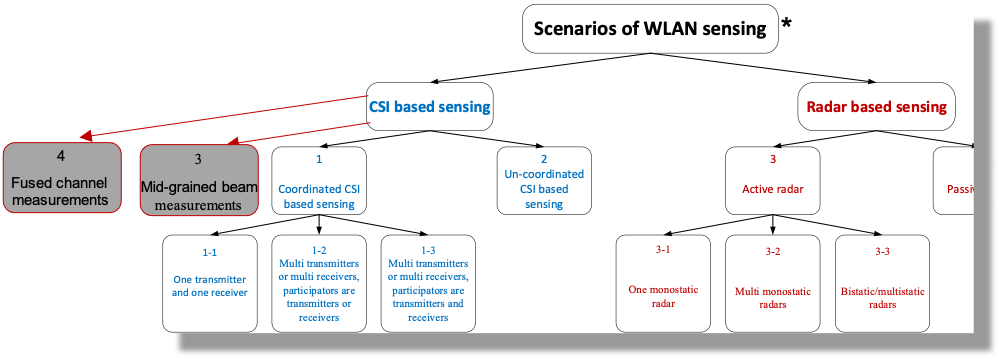 Scenarios of WLAN sensing *
CSI based sensing
Radar based sensing
4
Fused channel
measurements
3
Mid-grained beam
measurements
1
Coordinated CSI
based sensing
2
Un-coordinated
CSI based
sensing
3
Active radar
1-1
One transmitter
and one receiver
1-2
Multi transmitters
or multi receivers,
participators are
transmitters or
receivers
1-3
Multi transmitters
or multi receivers,
participators are
transmitters and
receivers
3-1
One monostatic
radar
3-2
Multi monostatic
radars
3-3
Bistatic/multistatic
radars